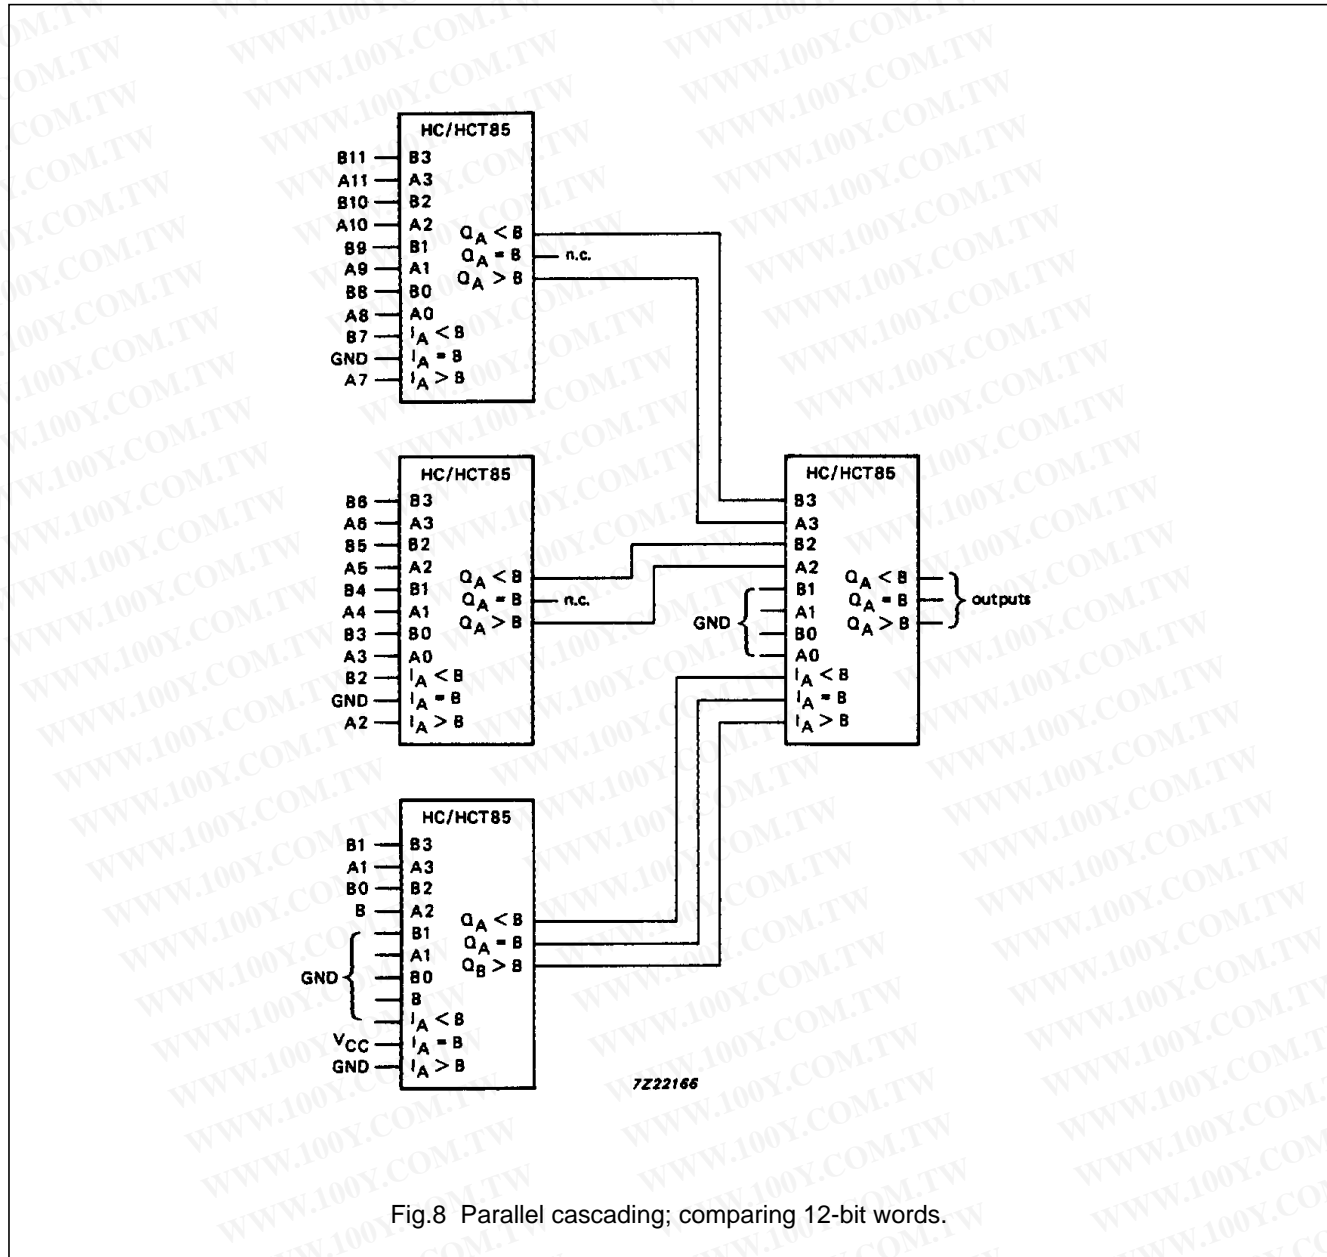 HC/HCT85
B11 B3
A11 A3
B10 B2
A10 A2
B9 B1
A9 A1
B8 B0
A8 A0
B7 IA < B
GND IA = B
A7 IA > B
QA < B
QA = B n.c.
QA > B
HC/HCT85
B6 B3
A6 A3
B5 B2
A5 A2
B4 B1
A4 A1
B3 B0
A3 A0
B2 IA < B
GND IA = B
A2 IA > B
QA < B
QA = B n.c.
QA > B
HC/HCT85
B3
A3
B2
A2
B1
A1
B0
A0
GND
IA < B
IA = B
IA > B
QA < B
QA = B
QA > B
outputs
HC/HCT85
B1 B3
A1 A3
B0 B2
B A2
B1
A1
B0
B
GND
IA < B
VCC IA = B
GND IA > B
QA < B
QA = B
QB > B
7Z22166
Fig.8 Parallel cascading; comparing 12-bit words.
WWW.100Y.COM.TW